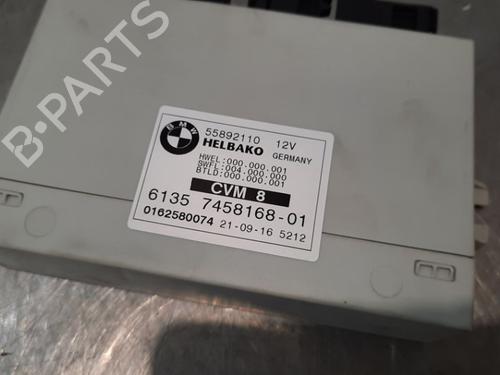 BMW
55892110 12V
HELBAKO GERMANY
HWEL:000.000.001
SWFL:004.000.000
BTLD:000.000.001
CVM 8
6135 7458168-01
0162580074 21-09-16 5212
B-PARTS